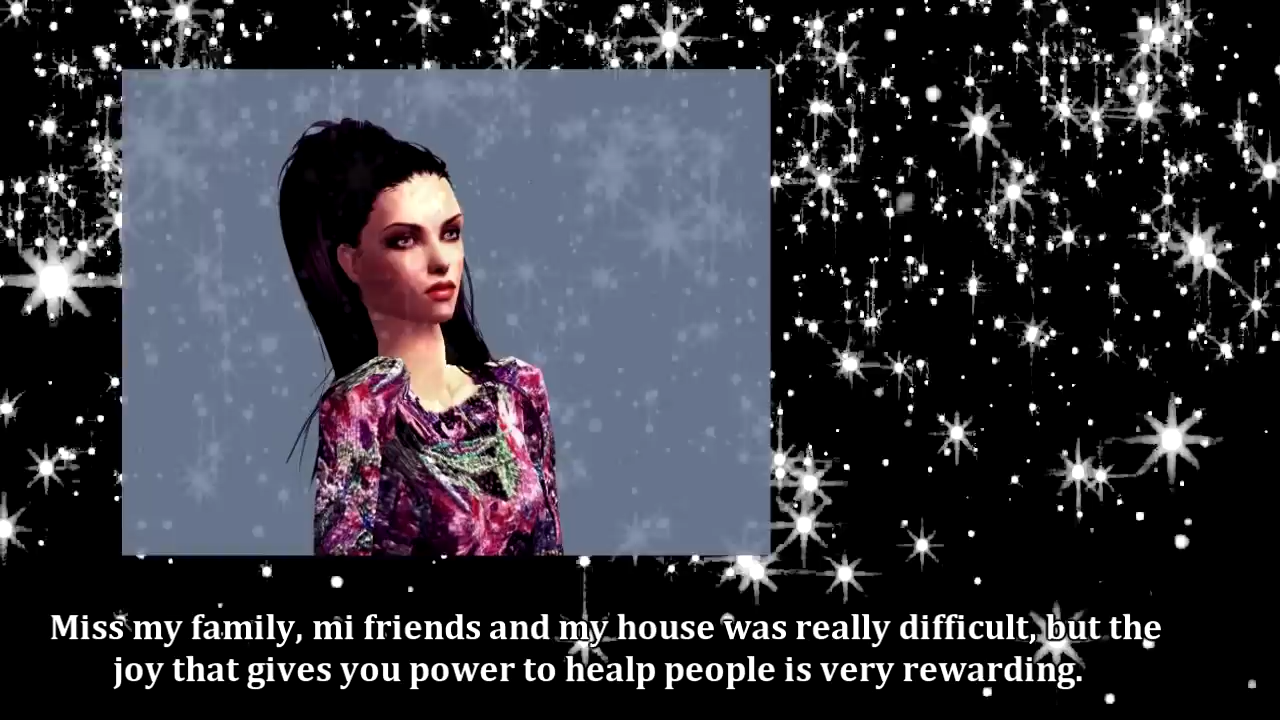 Miss my family, mi friends and my house was really difficult, but the
joy that gives you power to healp people is very rewarding.